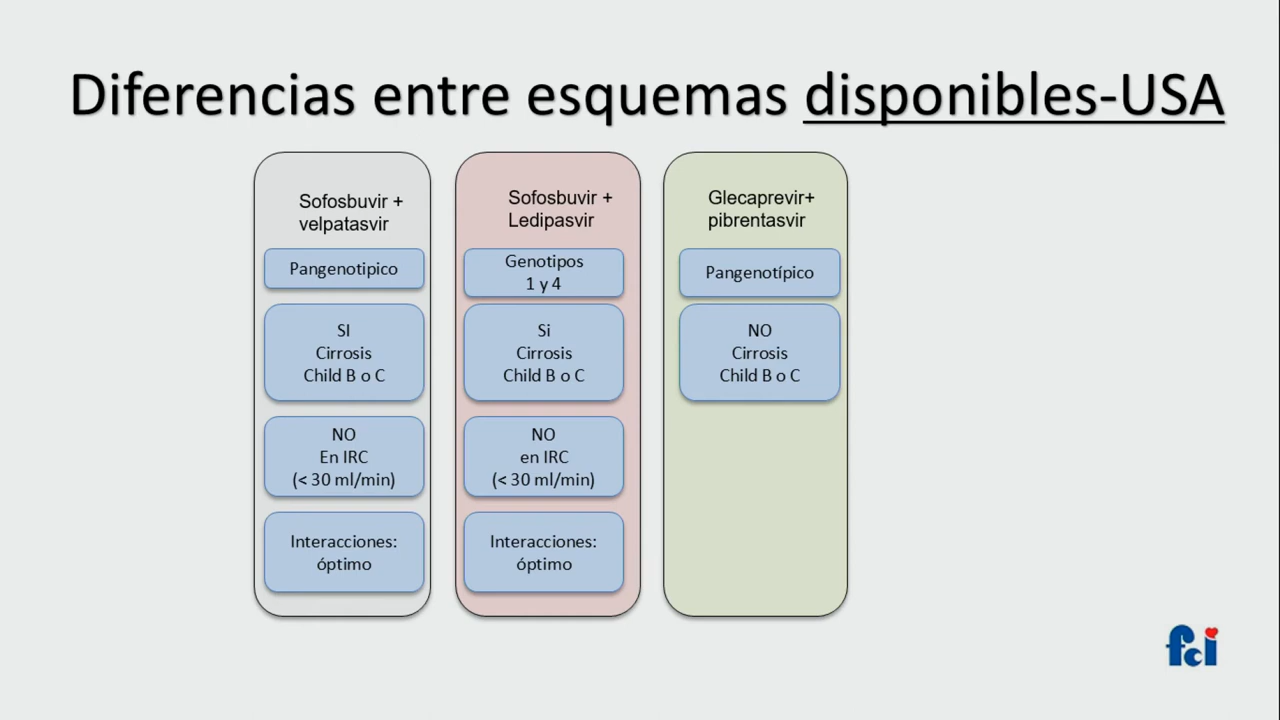 Diferencias entre esquemas disponibles-USA
Sofosbuvir +
velpatasvir
Pangenotipico
SI
Cirrosis
Child B o C
NO
En IRC
(< 30 ml/min)
Interacciones:
óptimo
Sofosbuvir +
Ledipasvir
Genotipos
1 y 4
Si
Cirrosis
Child B o C
NO
en IRC
(< 30 ml/min)
Interacciones:
óptimo
Glecaprevir+
pibrentasvir
Pangenotípico
NO
Cirrosis
Child B o C
fci